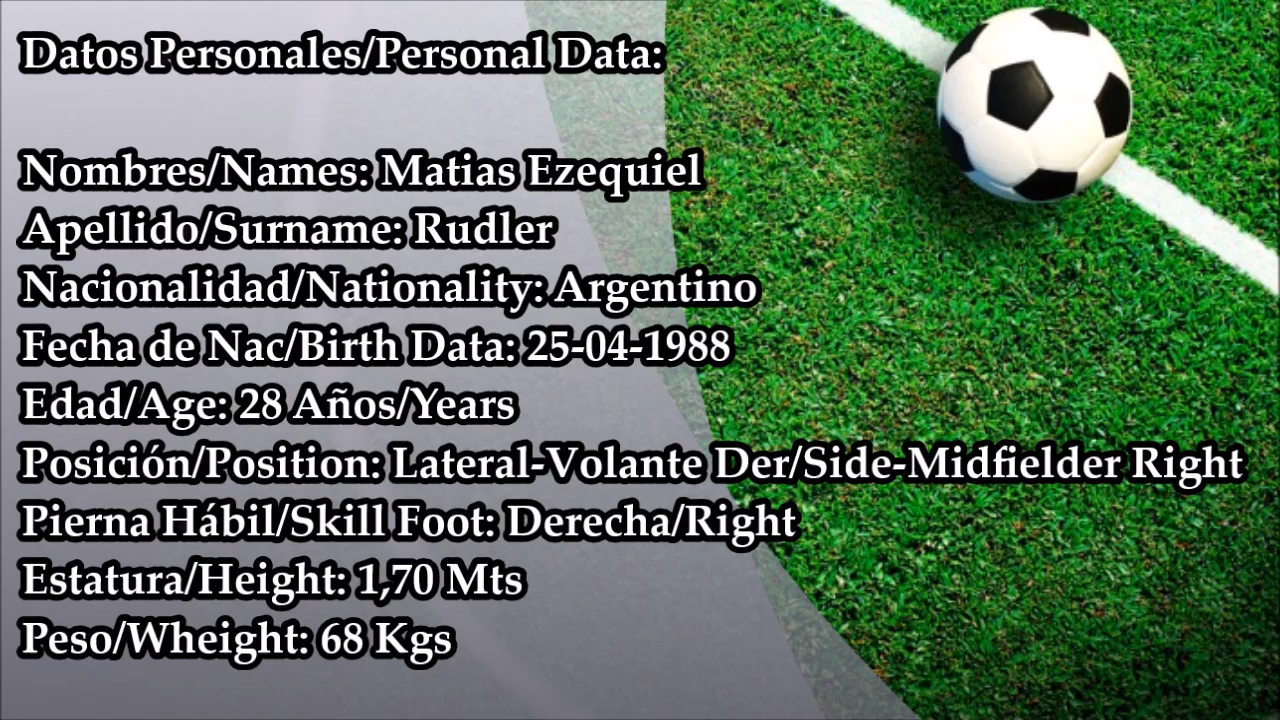 Datos Personales/Personal Data:
Nombres/Names: Matias Ezequiel
Apellido/Surname: Rudler
Nacionalidad/Nationality: Argentino
Fecha de Nac/Birth Data: 25-04-1988
Edad/Age: 28 Años/Years
Posición/Position: Lateral-Volante Der/Side-Midfielder Right
Pierna Hábil/Skill Foot: Derecha/Right
Estatura/Height: 1,70 Mts
Peso/Wheight: 68 Kgs